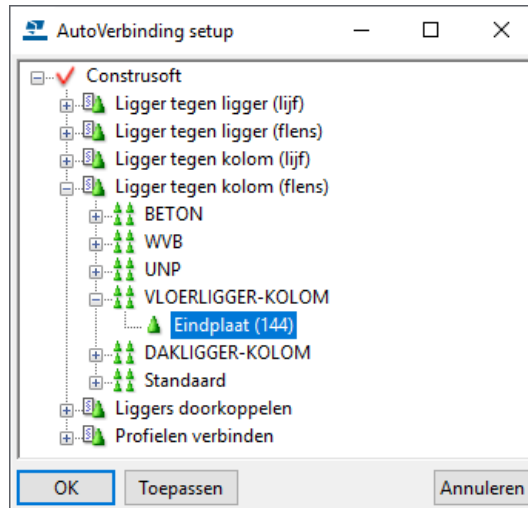 AutoVerbinding setup
Construsoft
Ligger tegen ligger (lijf)
Ligger tegen ligger (flens)
Ligger tegen kolom (lijf)
Ligger tegen kolom (flens)
BETON
WVB
UNP
VLOERLIGGER-KOLOM
Eindplaat (144)
DAKLIGGER-KOLOM
Standaard
Liggers doorkoppelen
Profielen verbinden
OK Toepassen Annuleren